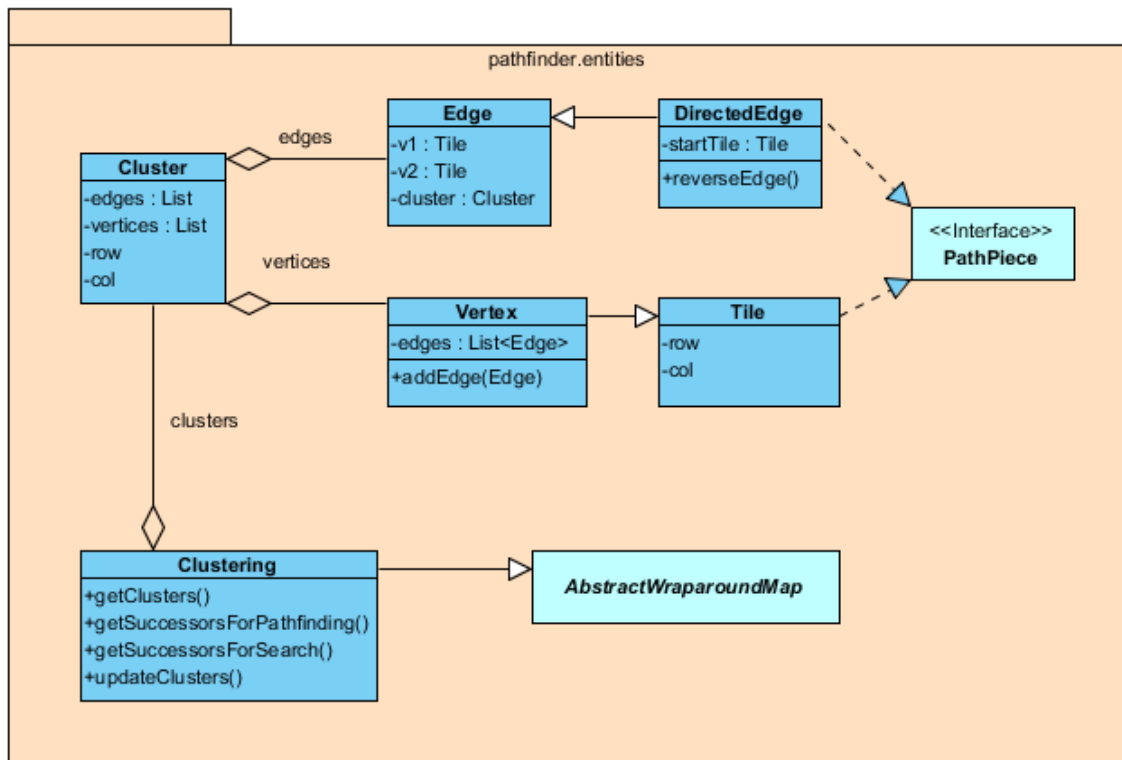 pathfinder.entities
edges
Cluster
-edges : List
-vertices : List
-row
-col
Edge
-v1 : Tile
-v2 : Tile
-cluster : Cluster
DirectedEdge
-startTile : Tile
+reverseEdge()
<<Interface>>
PathPiece
vertices
Vertex
-edges : List<Edge>
+addEdge(Edge)
Tile
-row
-col
clusters
Clustering
+getClusters()
+getSuccessorsForPathfinding()
+getSuccessorsForSearch()
+updateClusters()
AbstractWraparoundMap